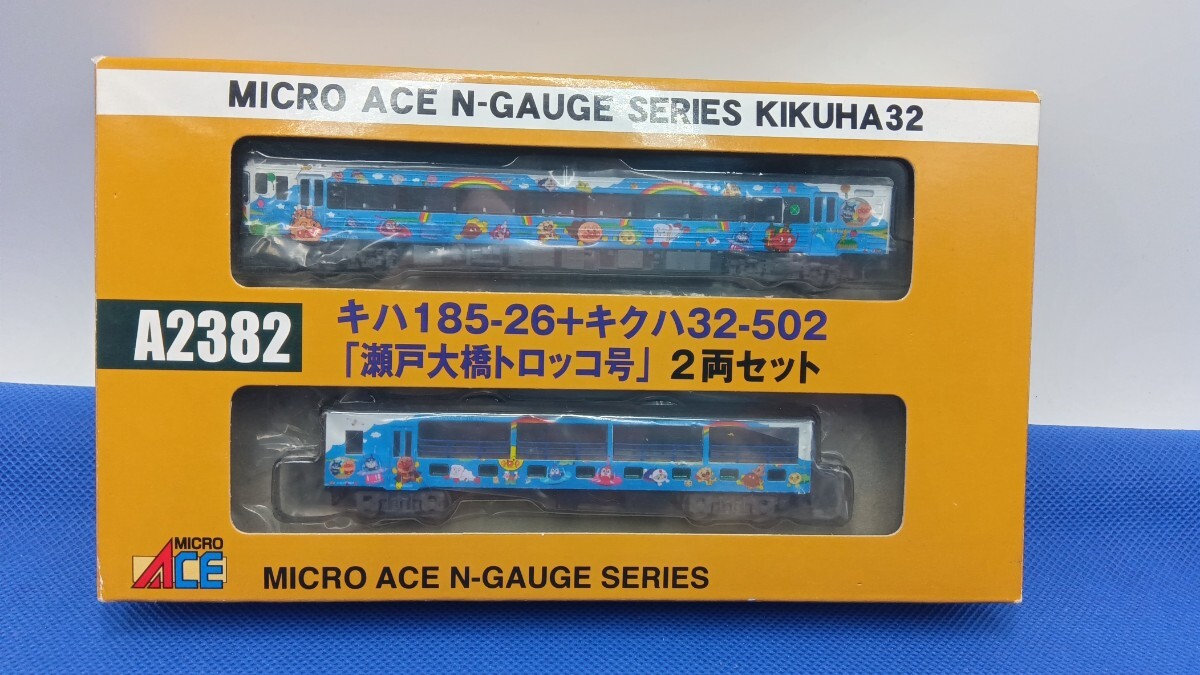 MICRO ACE N-GAUGE SERIES KIKUHA32
A2382
キハ185-26+キクハ32-502
「瀬戸大橋トロッコ号」2両セット
MICRO
ACE
MICRO ACE N-GAUGE SERIES